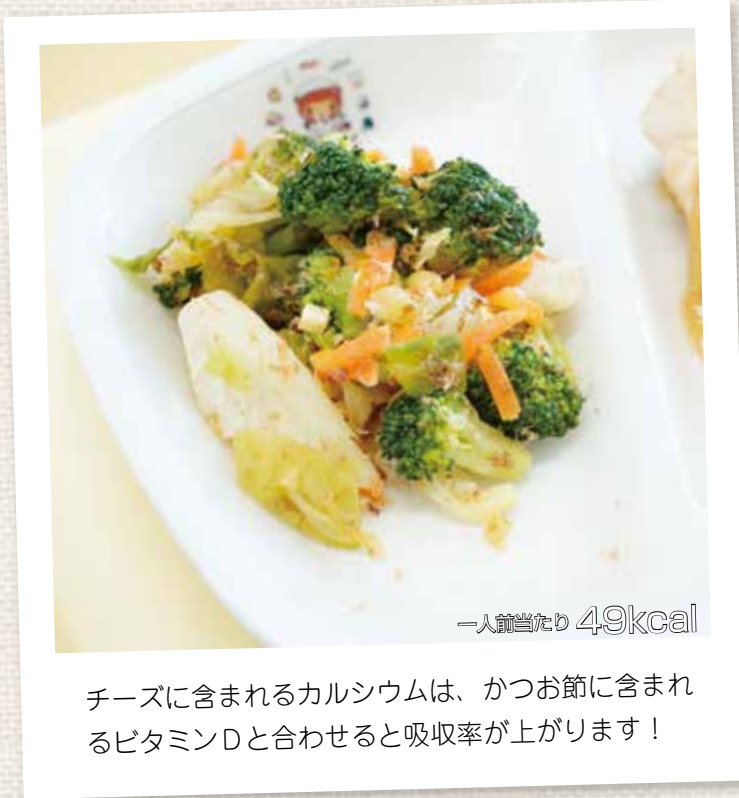 一人前当たり 49kcal
チーズに含まれるカルシウムは、かつお節に含まれ
るビタミンDと合わせると吸収率が上がります！